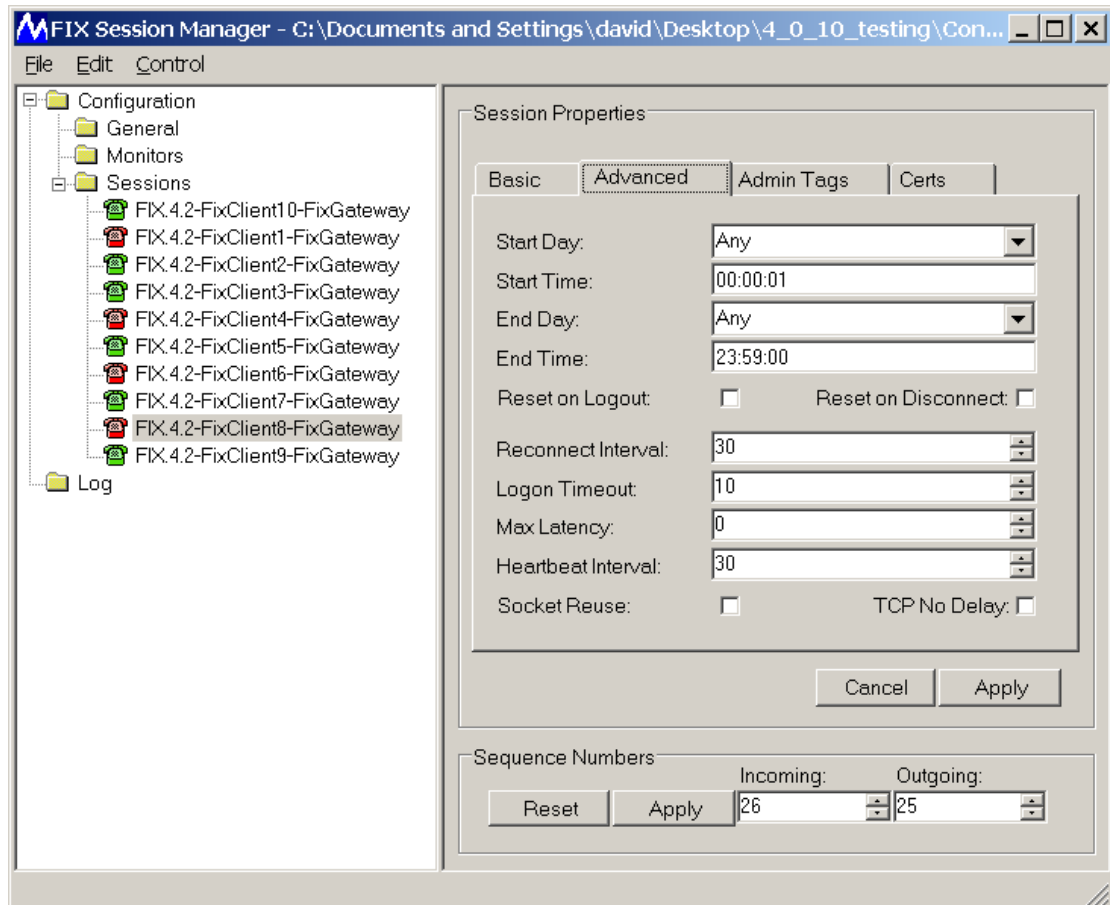 FIX Session Manager - C:\Documents and Settings\david\Desktop\4_0_10_testing\Con...
File Edit Control
Configuration
General
Monitors
Sessions
FIX.4.2-FixClient10-FixGateway
FIX.4.2-FixClient1-FixGateway
FIX.4.2-FixClient2-FixGateway
FIX.4.2-FixClient3-FixGateway
FIX.4.2-FixClient4-FixGateway
FIX.4.2-FixClient5-FixGateway
FIX.4.2-FixClient6-FixGateway
FIX.4.2-FixClient7-FixGateway
FIX.4.2-FixClient8-FixGateway
FIX.4.2-FixClient9-FixGateway
Log
Session Properties
Basic Advanced Admin Tags Certs
Start Day: Any
Start Time: 00:00:01
End Day: Any
End Time: 23:59:00
Reset on Logout: Reset on Disconnect:
Reconnect Interval: 30
Logon Timeout: 10
Max Latency: 0
Heartbeat Interval: 30
Socket Reuse: TCP No Delay:
Cancel Apply
Sequence Numbers
Incoming: Outgoing:
Reset Apply 26 25